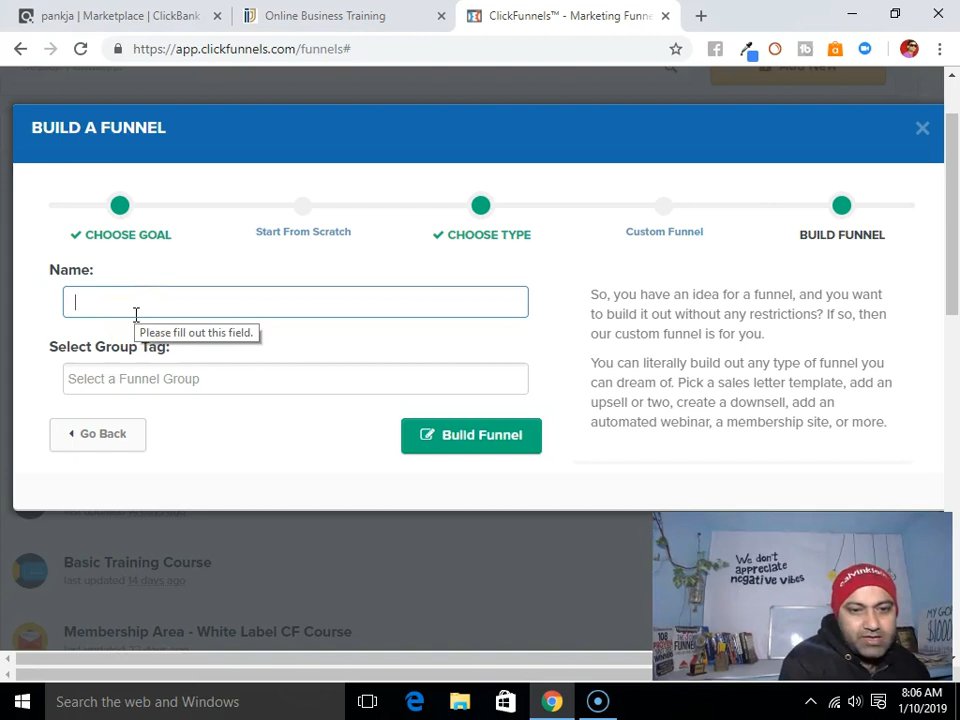 pankja | Marketplace | ClickBank
Online Business Training
ClickFunnels™ - Marketing Funne
https://app.clickfunnels.com/funnels#
BUILD A FUNNEL
CHOOSE GOAL
Start From Scratch
CHOOSE TYPE
Custom Funnel
BUILD FUNNEL
Name:
Please fill out this field.
Select Group Tag:
Select a Funnel Group
Go Back
Build Funnel
So, you have an idea for a funnel, and you want
to build it out without any restrictions? If so, then
our custom funnel is for you.
You can literally build out any type of funnel you
can dream of. Pick a sales letter template, add an
upsell or two, create a downsell, add an
automated webinar, a membership site, or more.
Basic Training Course
last updated 14 days ago
Membership Area - White Label CF Course
We don't
appreciate
negative vibes
Calvinklein
108
FUNNEL
MY GO
$1000
Search the web and Windows
8:06 AM
1/10/2019